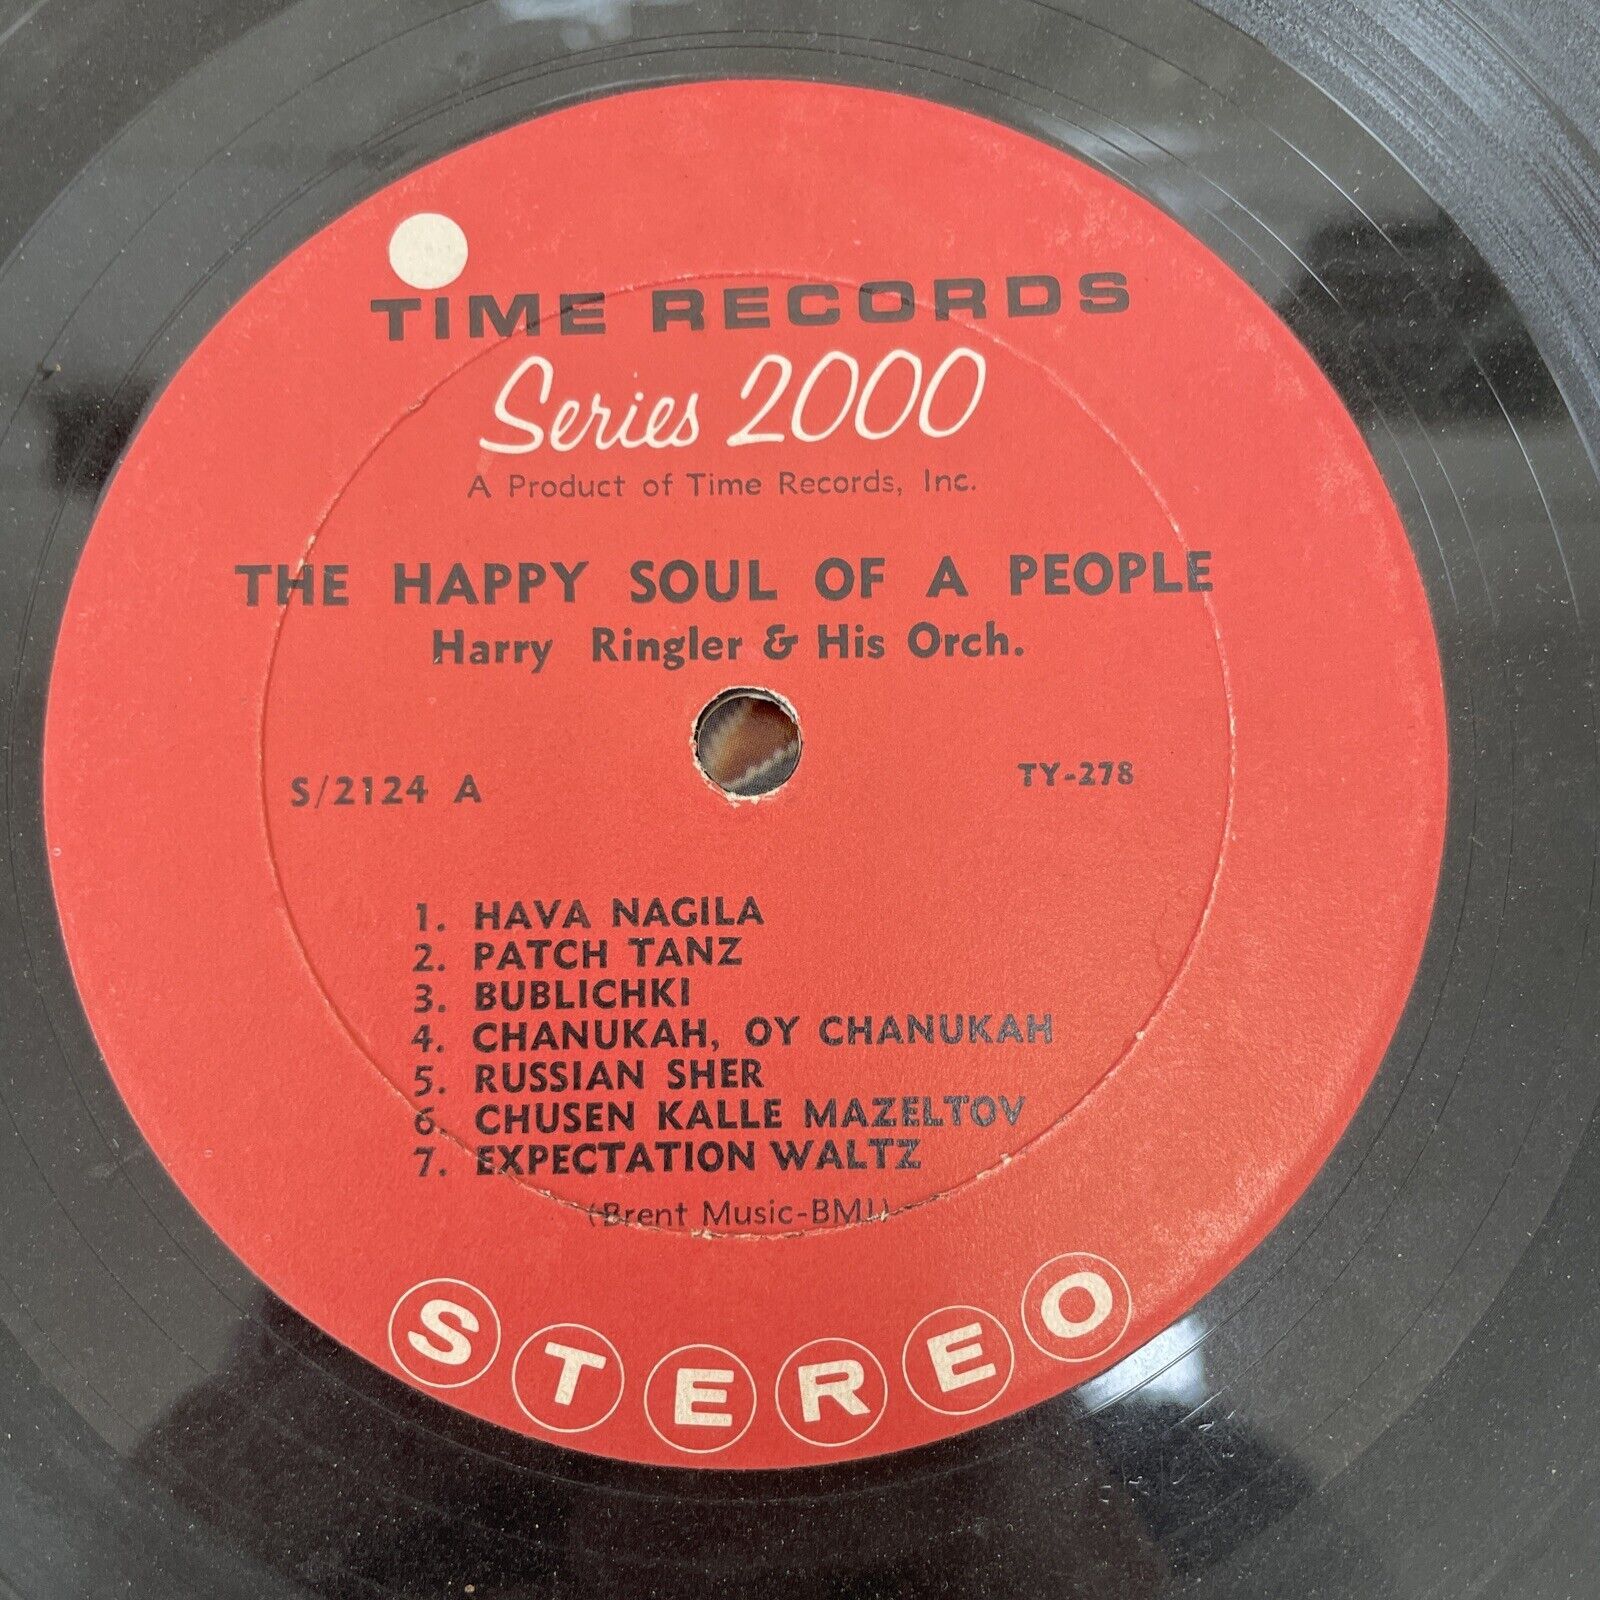 TIME RECORDS
Series 2000
A Product of Time Records, Inc.
THE HAPPY SOUL OF A PEOPLE
Harry Ringler & His Orch.
S/2124 A TY-278
1. HAVA NAGILA
2. PATCH TANZ
3. BUBLICHKI
4. CHANUKAH, OY CHANUKAH
5. RUSSIAN SHER
6. CHUSEN KALLE MAZELTOV
7. EXPECTATION WALTZ
(Brent Music-BMI)
STEREO